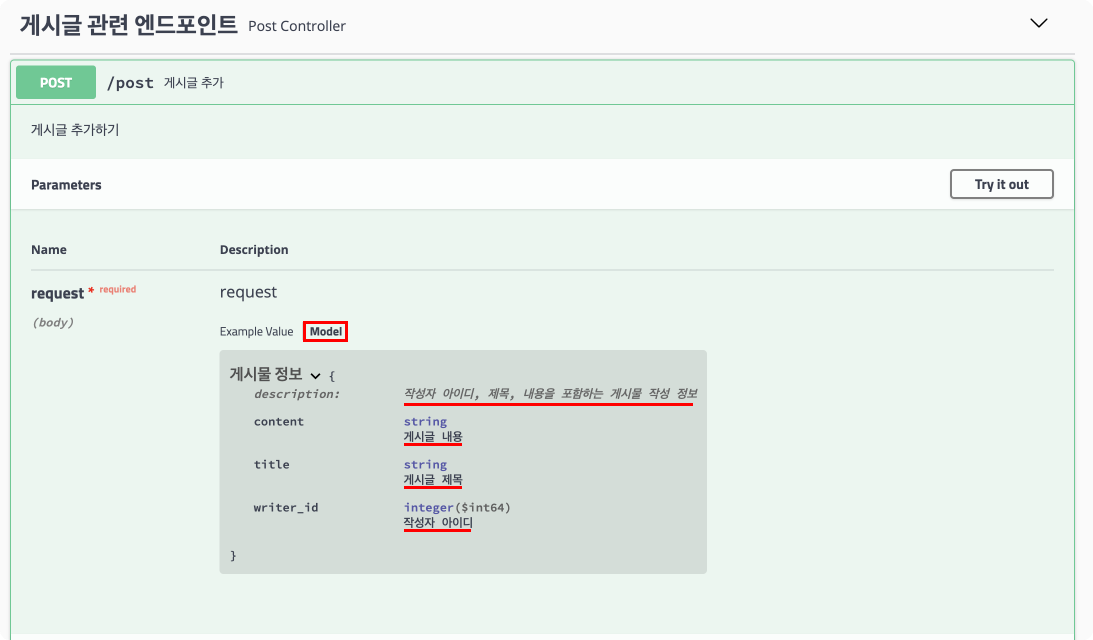 게시글 관련 엔드포인트 Post Controller
POST /post 게시글 추가
게시글 추가하기
Parameters Try it out
Name Description
request * required request
(body)
Example Value Model
게시물 정보 {
description: 작성자 아이디, 제목, 내용을 포함하는 게시물 작성 정보
content string
게시글 내용
title string
게시글 제목
writer_id integer($int64)
작성자 아이디
}